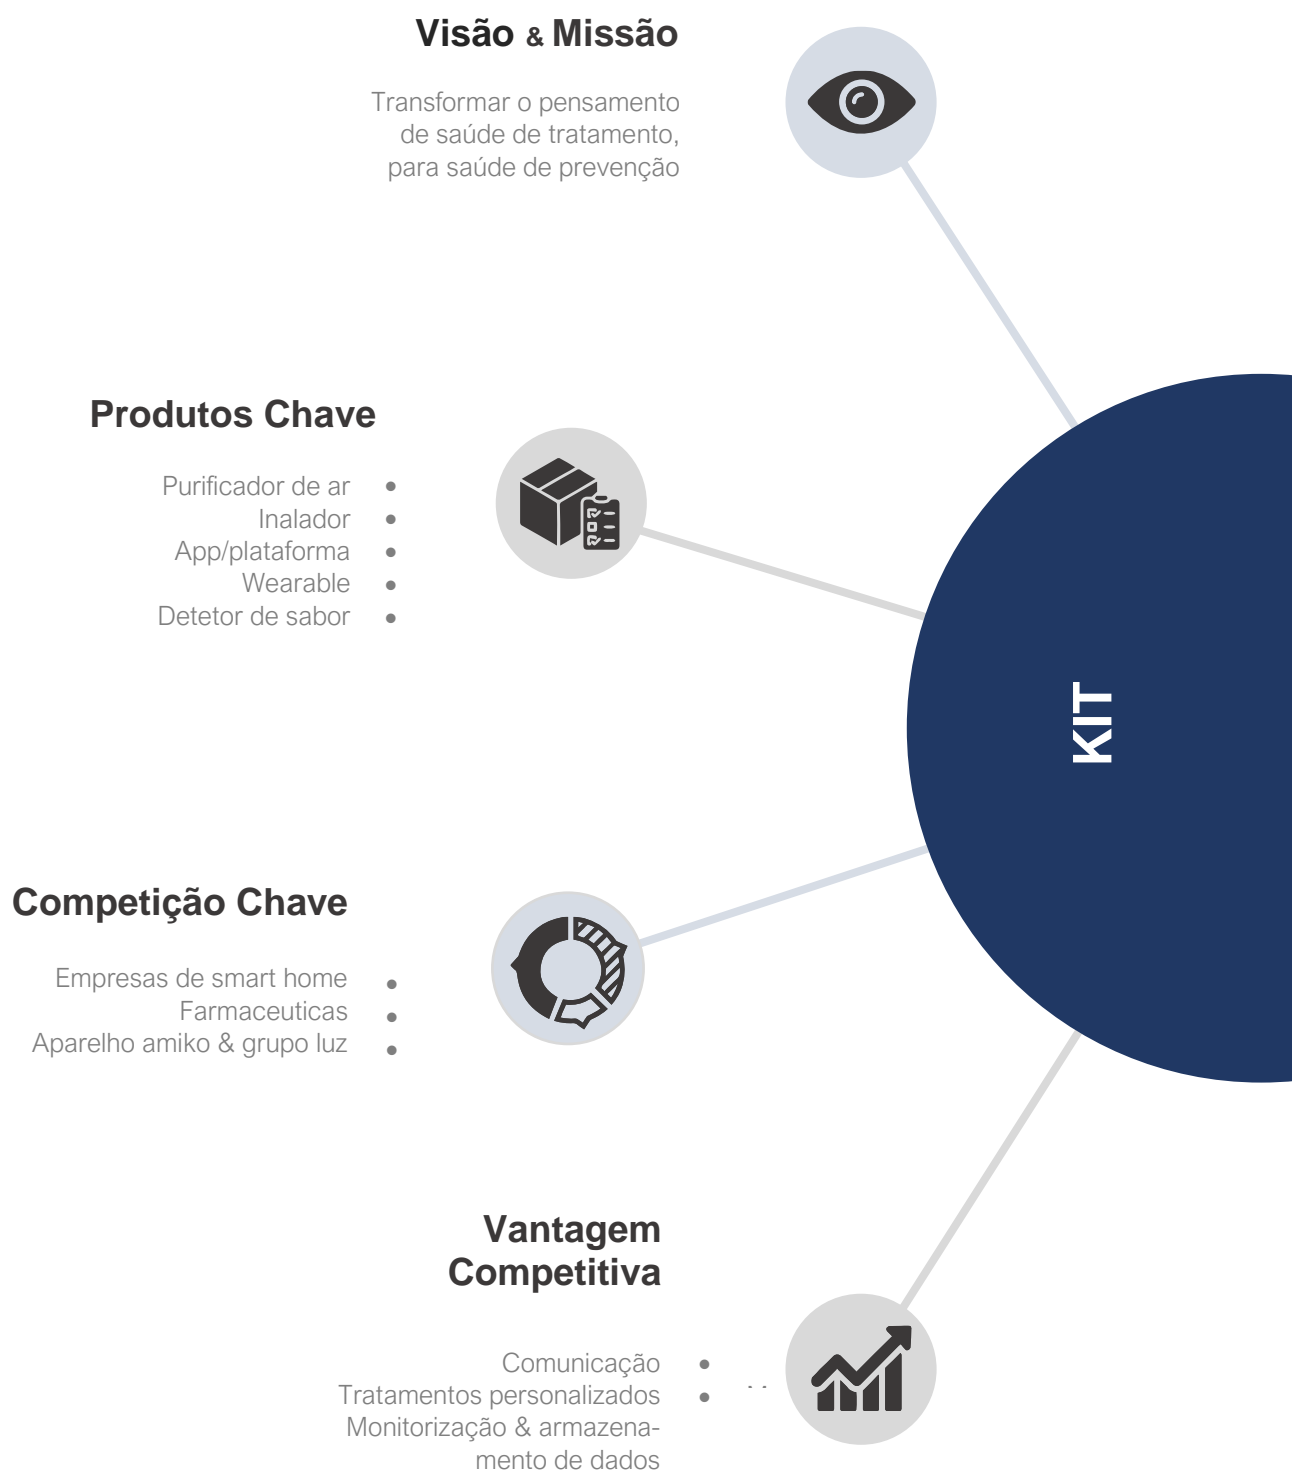 Visão & Missão
Transformar o pensamento
de saúde de tratamento,
para saúde de prevenção
Produtos Chave
Purificador de ar •
Inalador •
App/plataforma •
Wearable •
Detetor de sabor •
KIT
Competição Chave
Empresas de smart home •
Farmaceuticas •
Aparelho amiko & grupo luz •
Vantagem
Competitiva
Comunicação •
Tratamentos personalizados •
Monitorização & armazena-
mento de dados